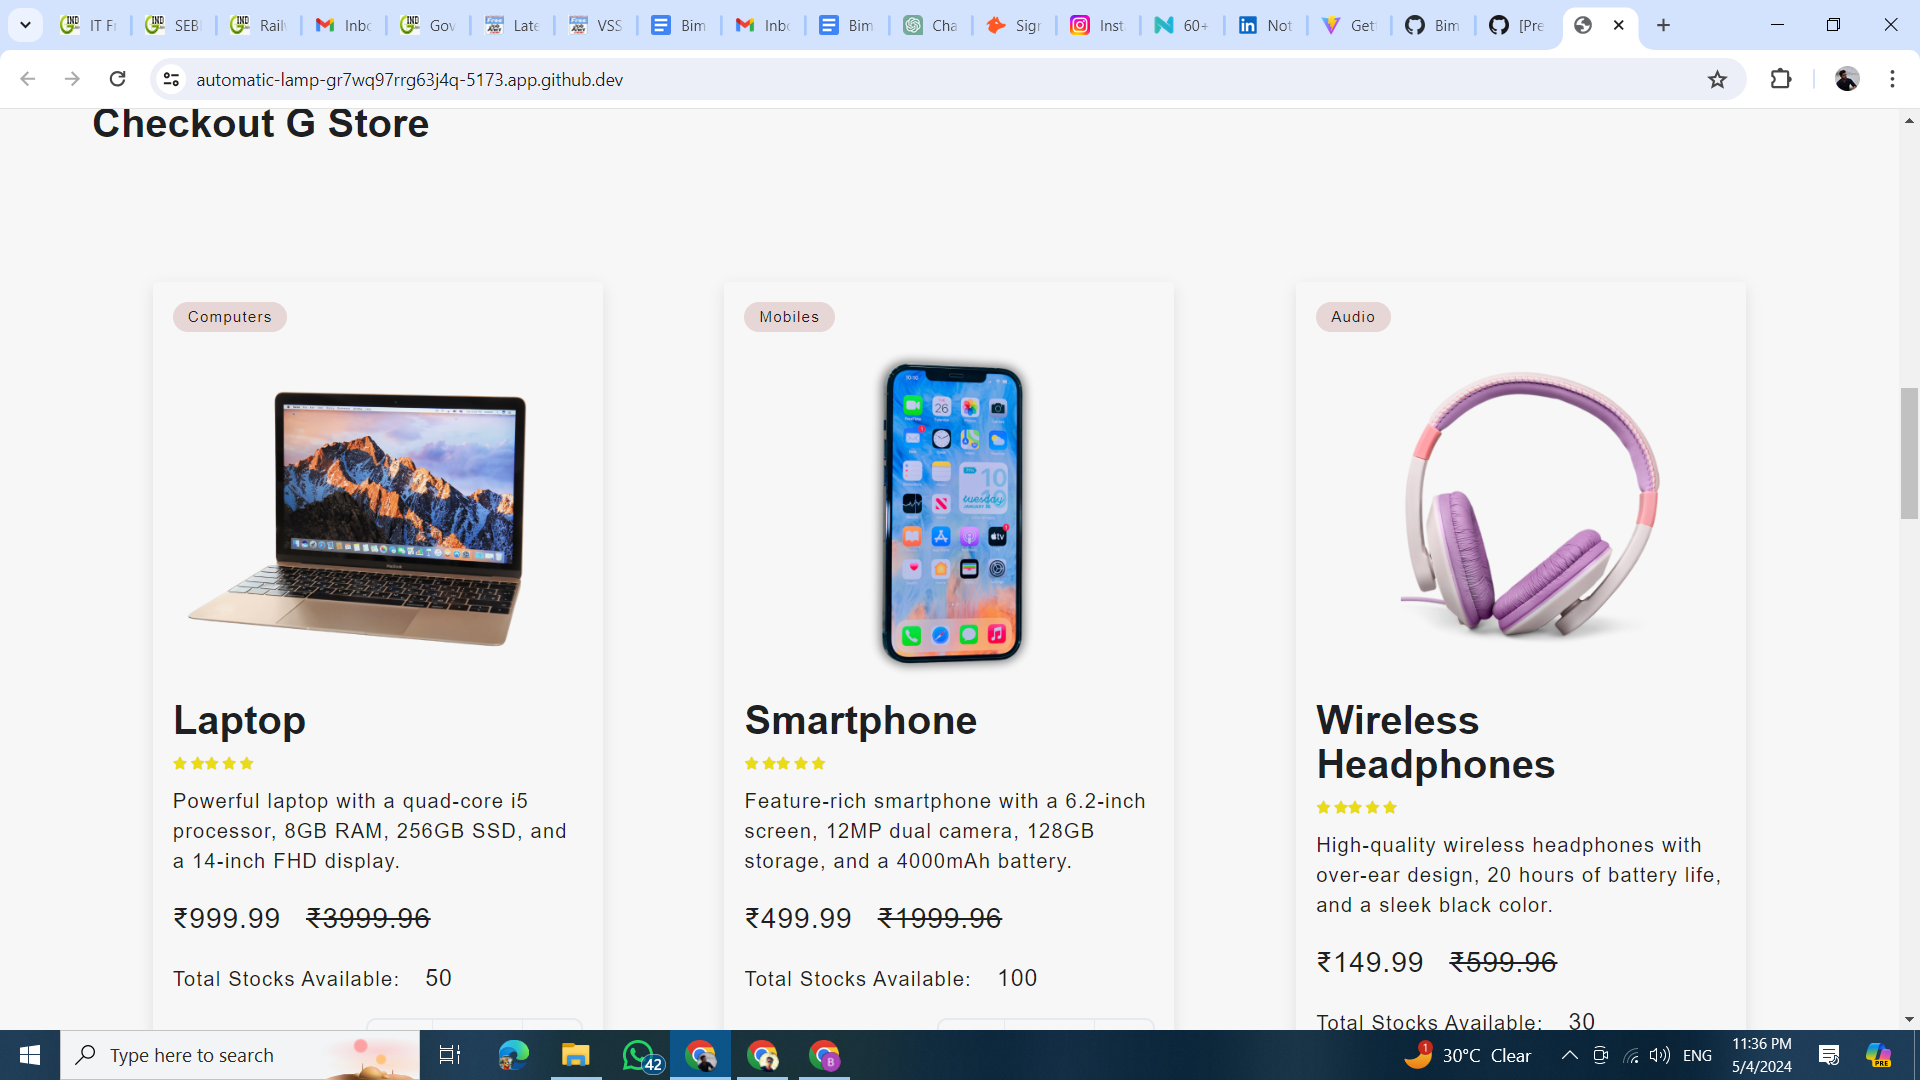 IT Fr
SEBI
Railw
Inbo
Gov
Late
VSS
Bim
Inbo
Bim
Cha
Sign
Inst
60+
Not
Gett
Bim
[Pre
automatic-lamp-gr7wq97rrg63j4q-5173.app.github.dev
Checkout G Store
Computers
Laptop
Powerful laptop with a quad-core i5
processor, 8GB RAM, 256GB SSD, and
a 14-inch FHD display.
₹999.99 ₹3999.96
Total Stocks Available: 50
Mobiles
Smartphone
Feature-rich smartphone with a 6.2-inch
screen, 12MP dual camera, 128GB
storage, and a 4000mAh battery.
₹499.99 ₹1999.96
Total Stocks Available: 100
Audio
Wireless
Headphones
High-quality wireless headphones with
over-ear design, 20 hours of battery life,
and a sleek black color.
₹149.99 ₹599.96
Total Stocks Available: 30
Type here to search
42
1
30°C Clear
ENG
11:36 PM
5/4/2024
PRE